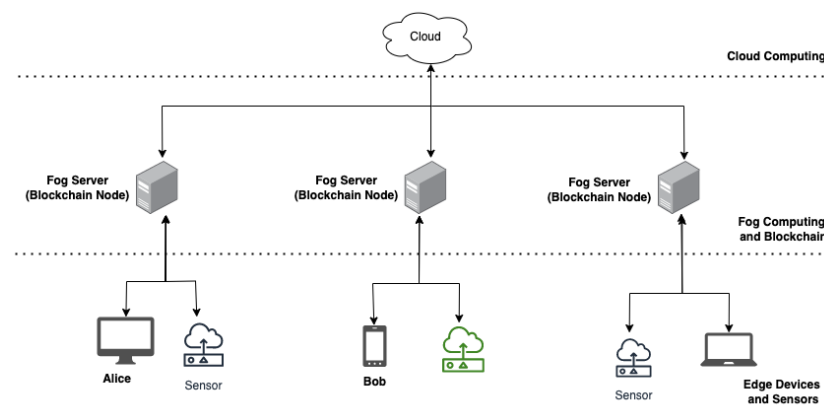 Cloud
Cloud Computing
Fog Server
(Blockchain Node)
Fog Server
(Blockchain Node)
Fog Server
(Blockchain Node)
Fog Computing
and Blockchain
Alice
Sensor
Bob
Sensor
Edge Devices
and Sensors